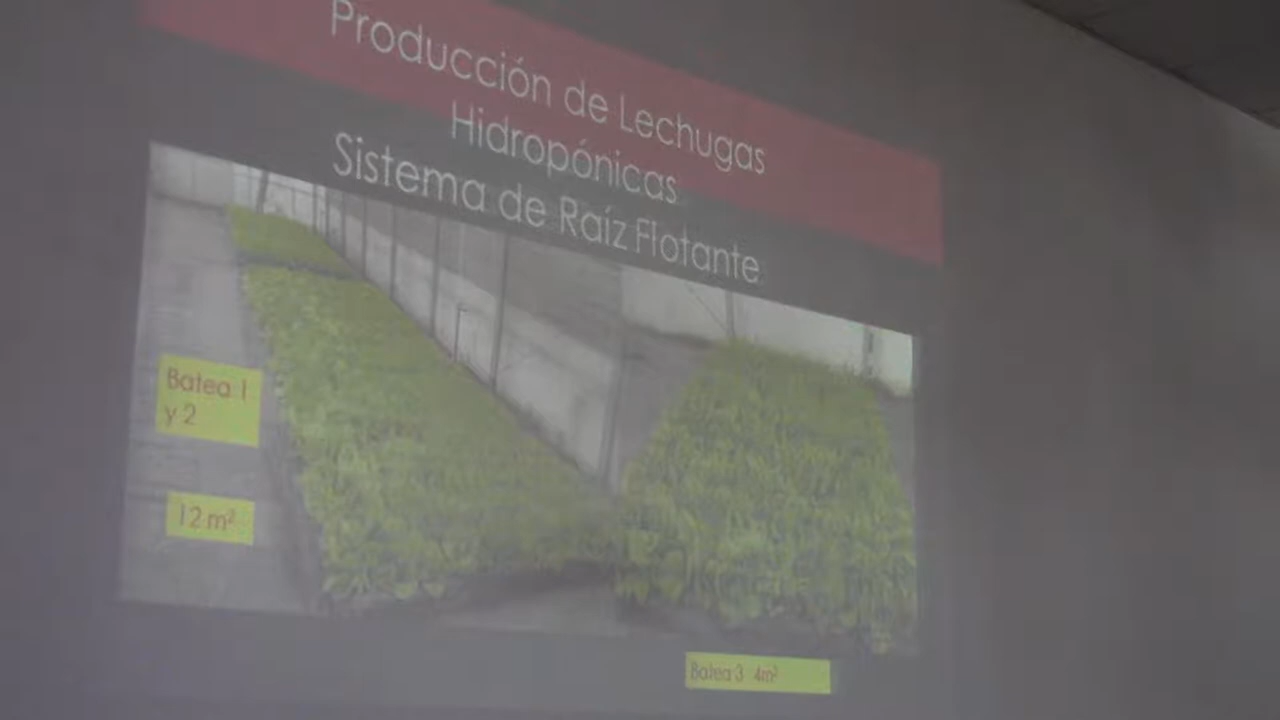 Producción de Lechugas
Hidropónicas
Sistema de Raíz Flotante
Batea 1
y 2
12 m²
Batea 3 4m²